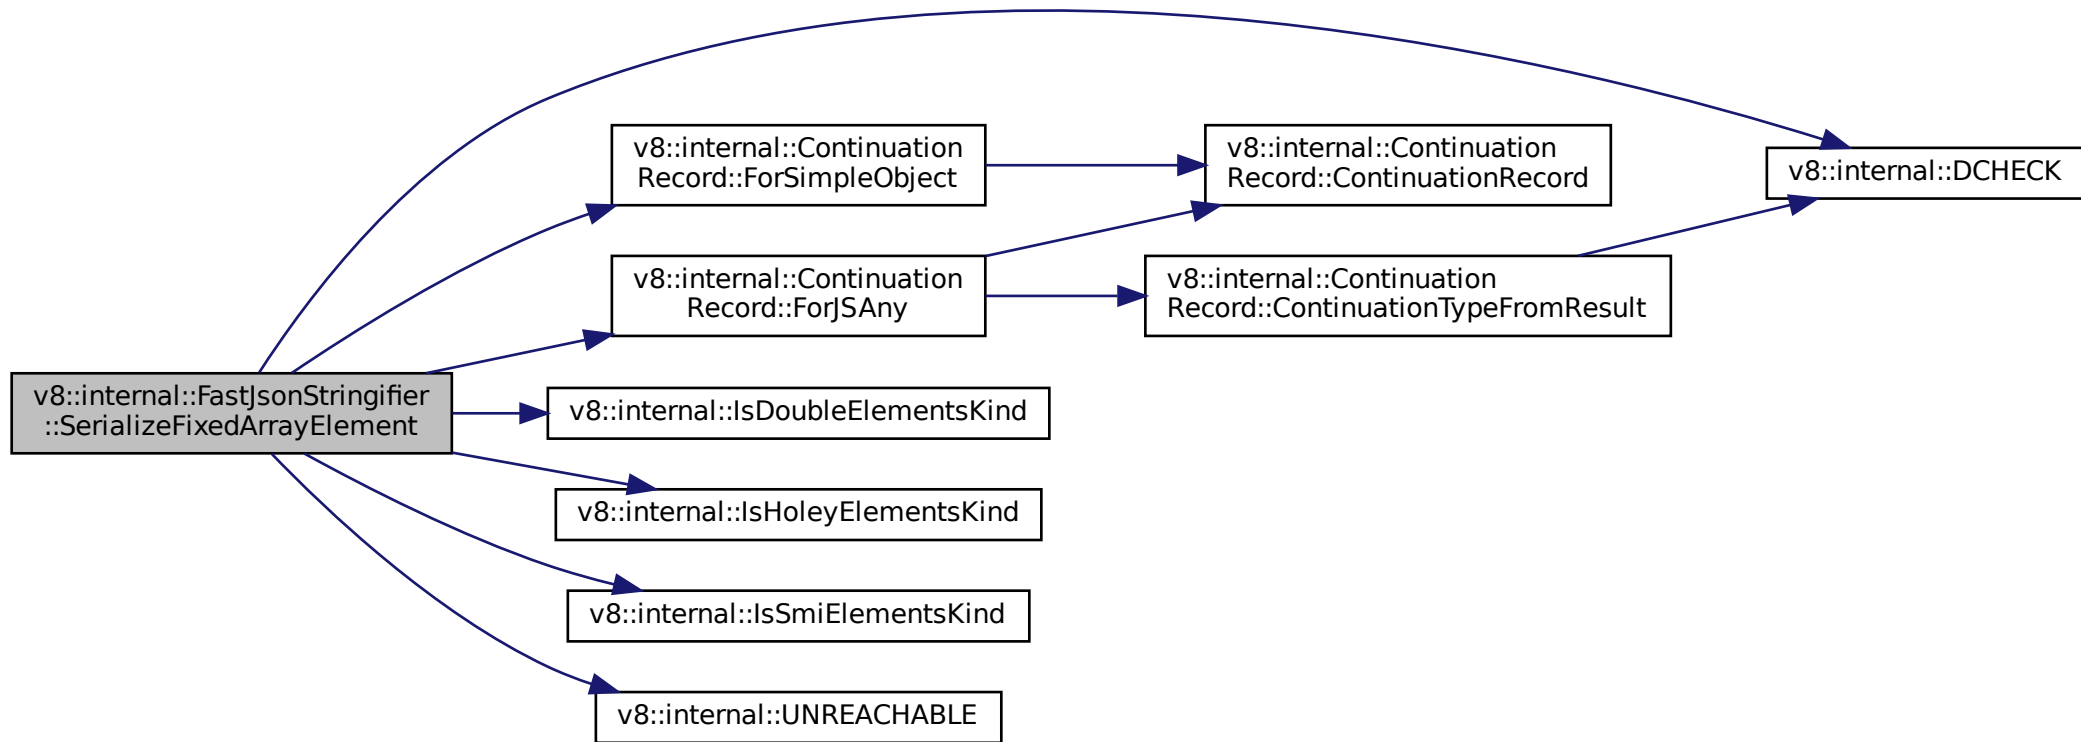 v8::internal::FastJsonStringifier
::SerializeFixedArrayElement
v8::internal::Continuation
Record::ForSimpleObject
v8::internal::Continuation
Record::ContinuationRecord
v8::internal::DCHECK
v8::internal::Continuation
Record::ForJSAny
v8::internal::Continuation
Record::ContinuationTypeFromResult
v8::internal::IsDoubleElementsKind
v8::internal::IsHoleyElementsKind
v8::internal::IsSmiElementsKind
v8::internal::UNREACHABLE